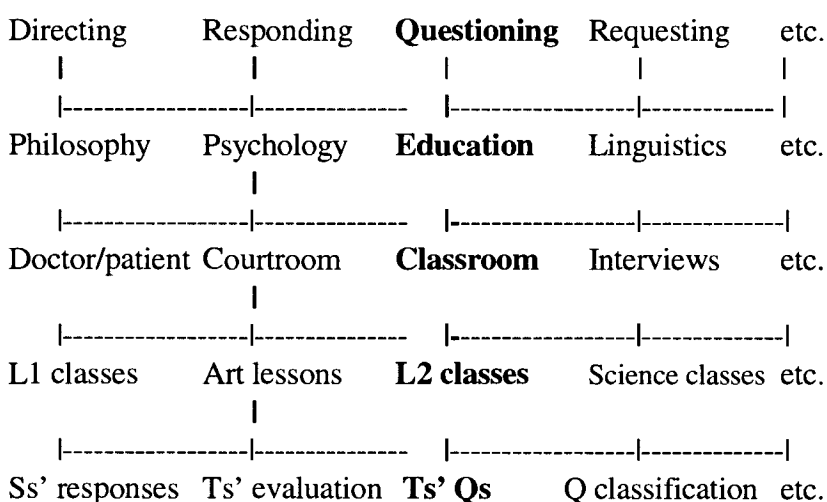 Directing Responding Questioning Requesting etc.
Philosophy Psychology Education Linguistics etc.
Doctor/patient Courtroom Classroom Interviews etc.
L1 classes Art lessons L2 classes Science classes etc.
Ss' responses Ts' evaluation Ts' Qs Q classification etc.